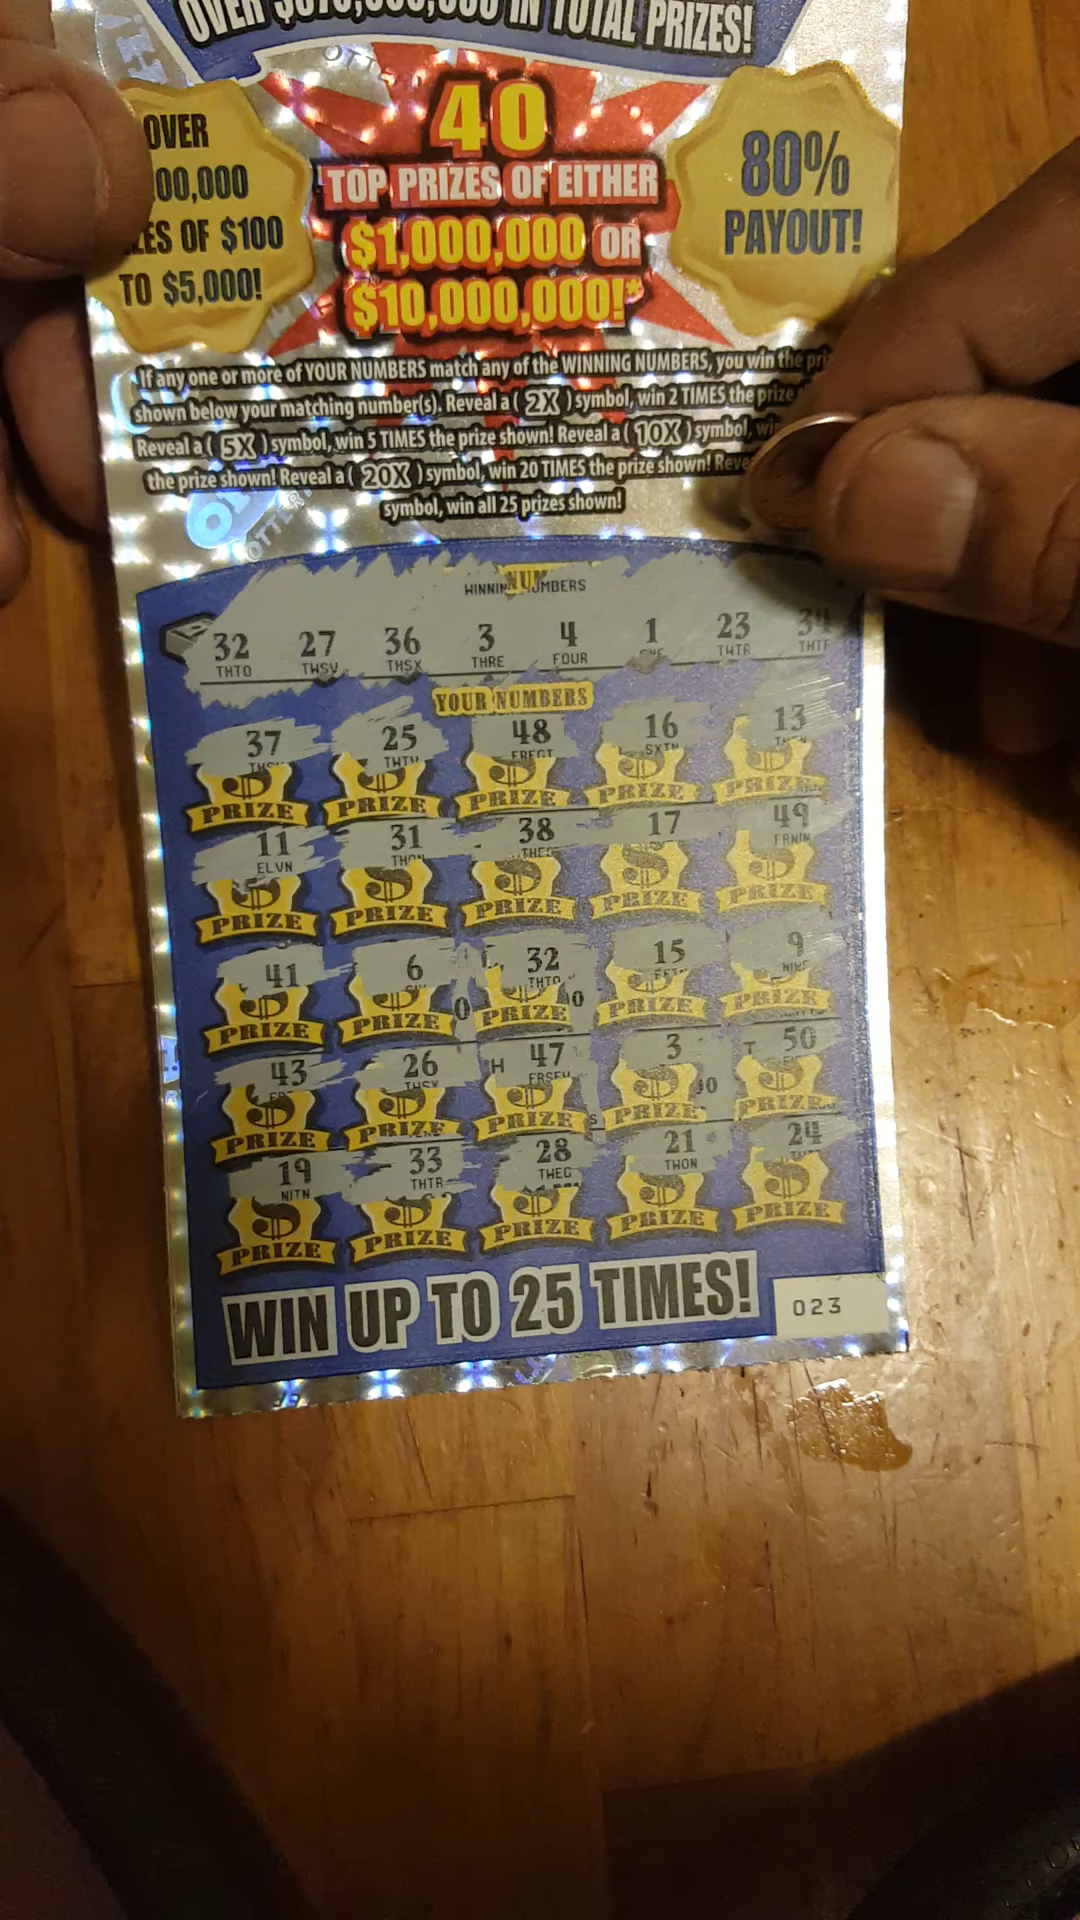 OVER $ IN TOTAL PRIZES!
OVER
00,000
ZES OF $100
TO $5,000!
40
TOP PRIZES OF EITHER
$1,000,000 OR
$10,000,000!*
80%
PAYOUT!
If any one or more of YOUR NUMBERS match any of the WINNING NUMBERS, you win the
shown below your matching number(s). Reveal a ( 2X ) symbol, win 2 TIMES the prize
Reveal a ( 5X ) symbol, win 5 TIMES the prize shown! Reveal a ( 10X ) symbol,
the prize shown! Reveal a ( 20X ) symbol, win 20 TIMES the prize shown!
symbol, win all 25 prizes shown!
32 27 36 3 4 1 23 34
THTO THSV THSX THRE FOUR TWTR THTF
YOUR NUMBERS
37 25 48 16 13
PRIZE PRIZE PRIZE PRIZE PRIZE
11 31 38 17 49
ELVN
PRIZE PRIZE PRIZE PRIZE PRIZE
41 6 32 15 9
THTO
PRIZE PRIZE PRIZE PRIZE PRIZE
43 26 47 3 50
PRIZE PRIZE PRIZE PRIZE PRIZE
19 33 28 21 24
NITN THTR TWEG TWON
PRIZE PRIZE PRIZE PRIZE PRIZE
WIN UP TO 25 TIMES!
023